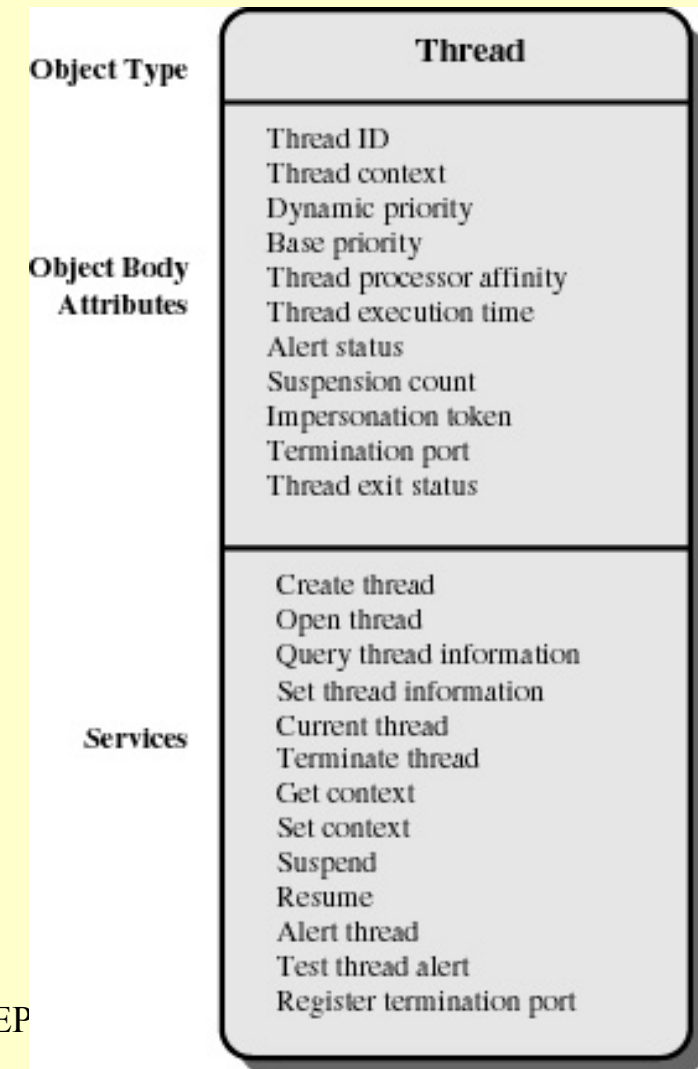 Object Type
Thread
Object Body
Attributes
Thread ID
Thread context
Dynamic priority
Base priority
Thread processor affinity
Thread execution time
Alert status
Suspension count
Impersonation token
Termination port
Thread exit status
Services
Create thread
Open thread
Query thread information
Set thread information
Current thread
Terminate thread
Get context
Set context
Suspend
Resume
Alert thread
Test thread alert
Register termination port
EP